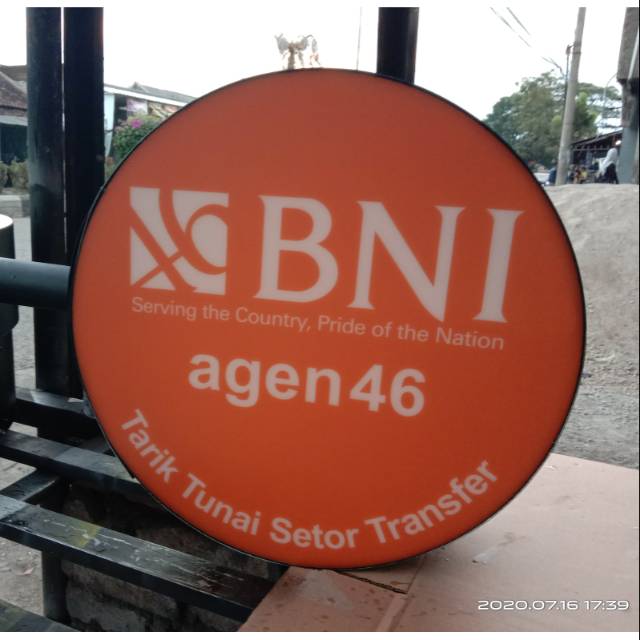 BNI
Serving the Country, Pride of the Nation
agen46
Tarik Tunai Setor Transfer
2020.07.16 17:39